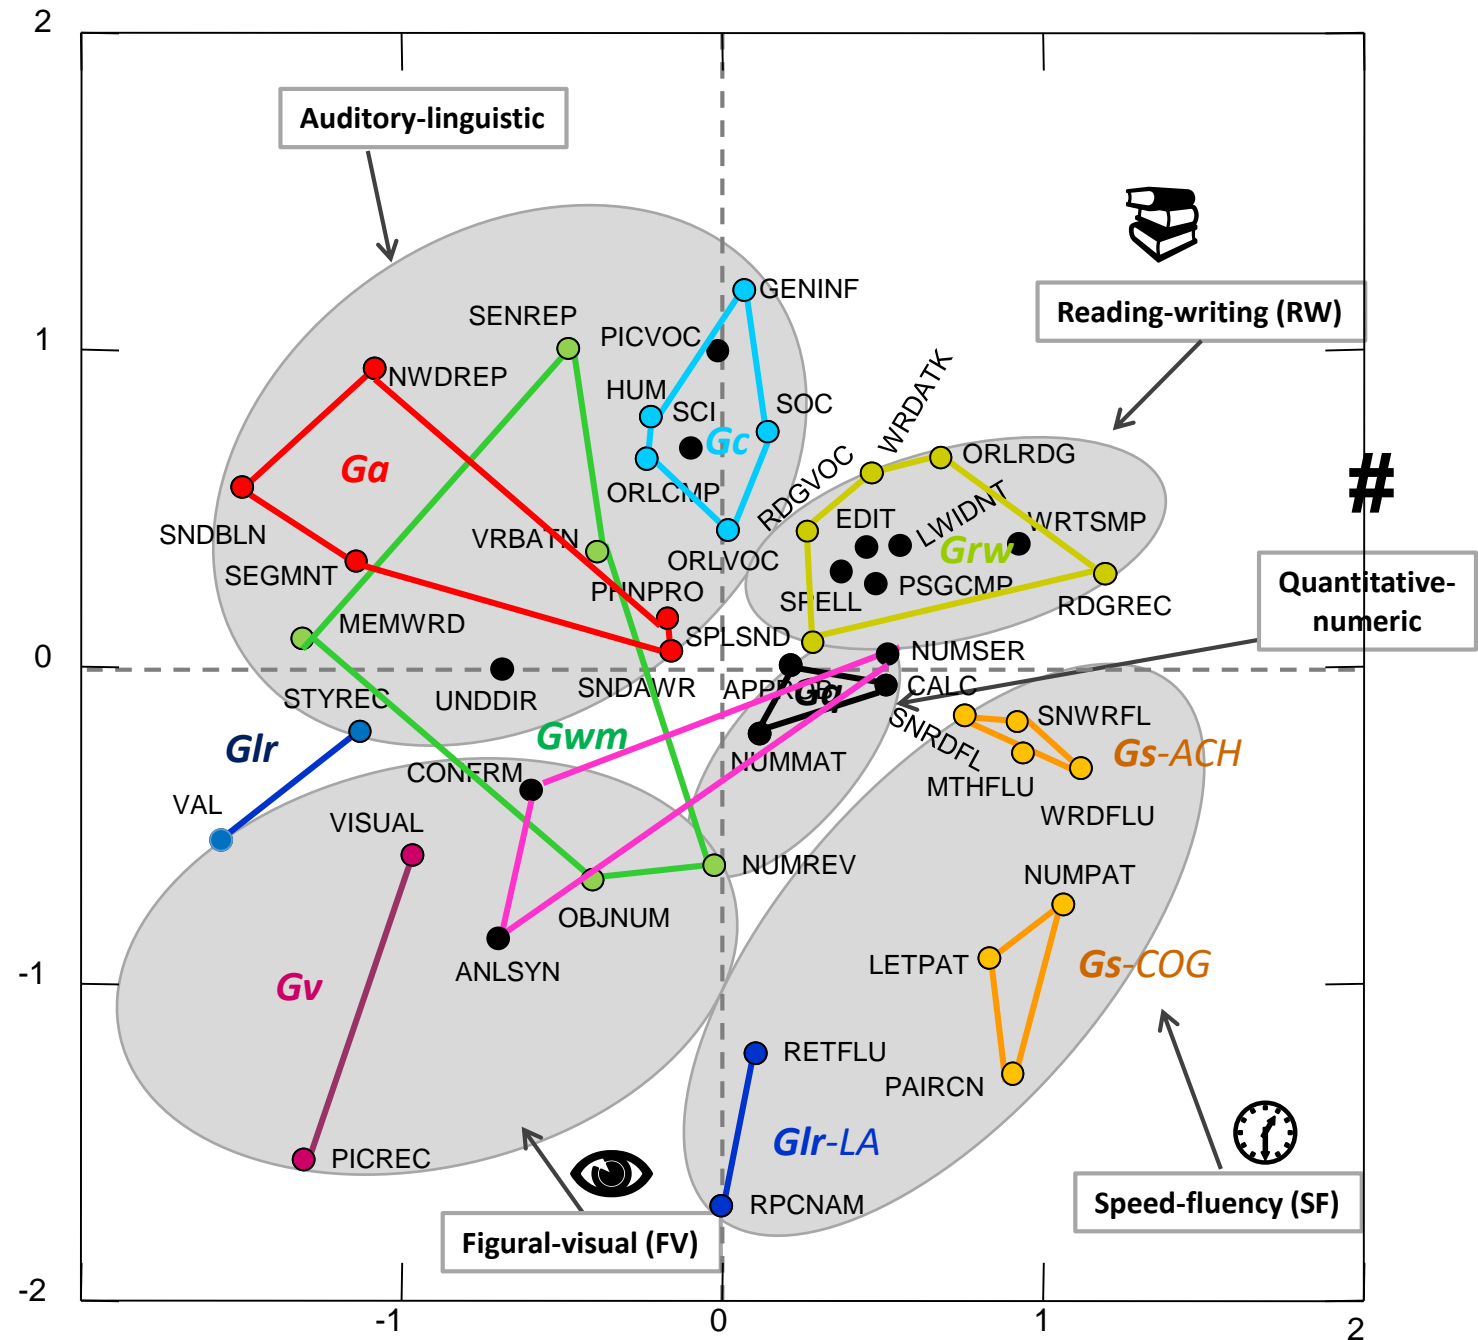 2
Auditory-linguistic
GENINF
Reading-writing (RW)
SENREP
PICVOC
1
NWDREP
HUM
SCI
SOC
WRDATK
Gc
ORLRDG
#
Ga
ORLCMP
RDGVOC
EDIT
LWIDNT
WRTSMP
SNDBLN
VRBATN
ORLVOC
Grw
SEGMNT
PHNPRO
SPELL
PSGCMP
RDGREC
Quantitative-
numeric
MEMWRD
SPLSND
NUMSER
0
STYREC
UNDDIR
SNDAWR
APPROB
Gq
CALC
SNRDFL
SNWRFL
Glr
Gwm
NUMMAT
Gs-ACH
CONFRM
MTHFLU
VAL
VISUAL
WRDFLU
NUMREV
NUMPAT
OBJNUM
ANLSYN
LETPAT
Gs-COG
-1
Gv
RETFLU
PAIRCN
Glr-LA
PICREC
RPCNAM
Speed-fluency (SF)
Figural-visual (FV)
-2
-1
0
1
2